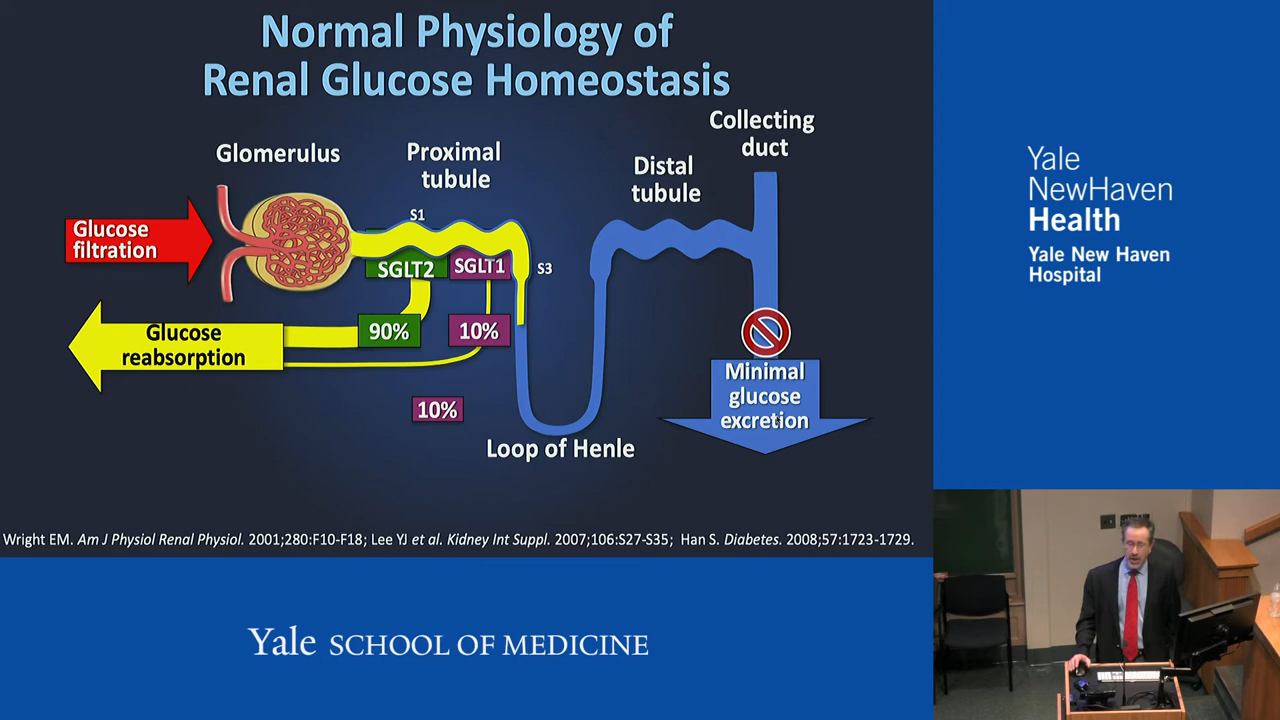 Normal Physiology of
Renal Glucose Homeostasis
Collecting
duct
Glomerulus
Proximal
tubule
Distal
tubule
S1
Glucose
filtration
SGLT2
SGLT1
S3
Glucose
reabsorption
90%
10%
10%
Minimal
glucose
excretion
Loop of Henle
Wright EM. Am J Physiol Renal Physiol. 2001;280:F10-F18; Lee YJ et al. Kidney Int Suppl. 2007;106:S27-S35; Han S. Diabetes. 2008;57:1723-1729.
Yale
NewHaven
Health
Yale New Haven
Hospital
Yale SCHOOL OF MEDICINE